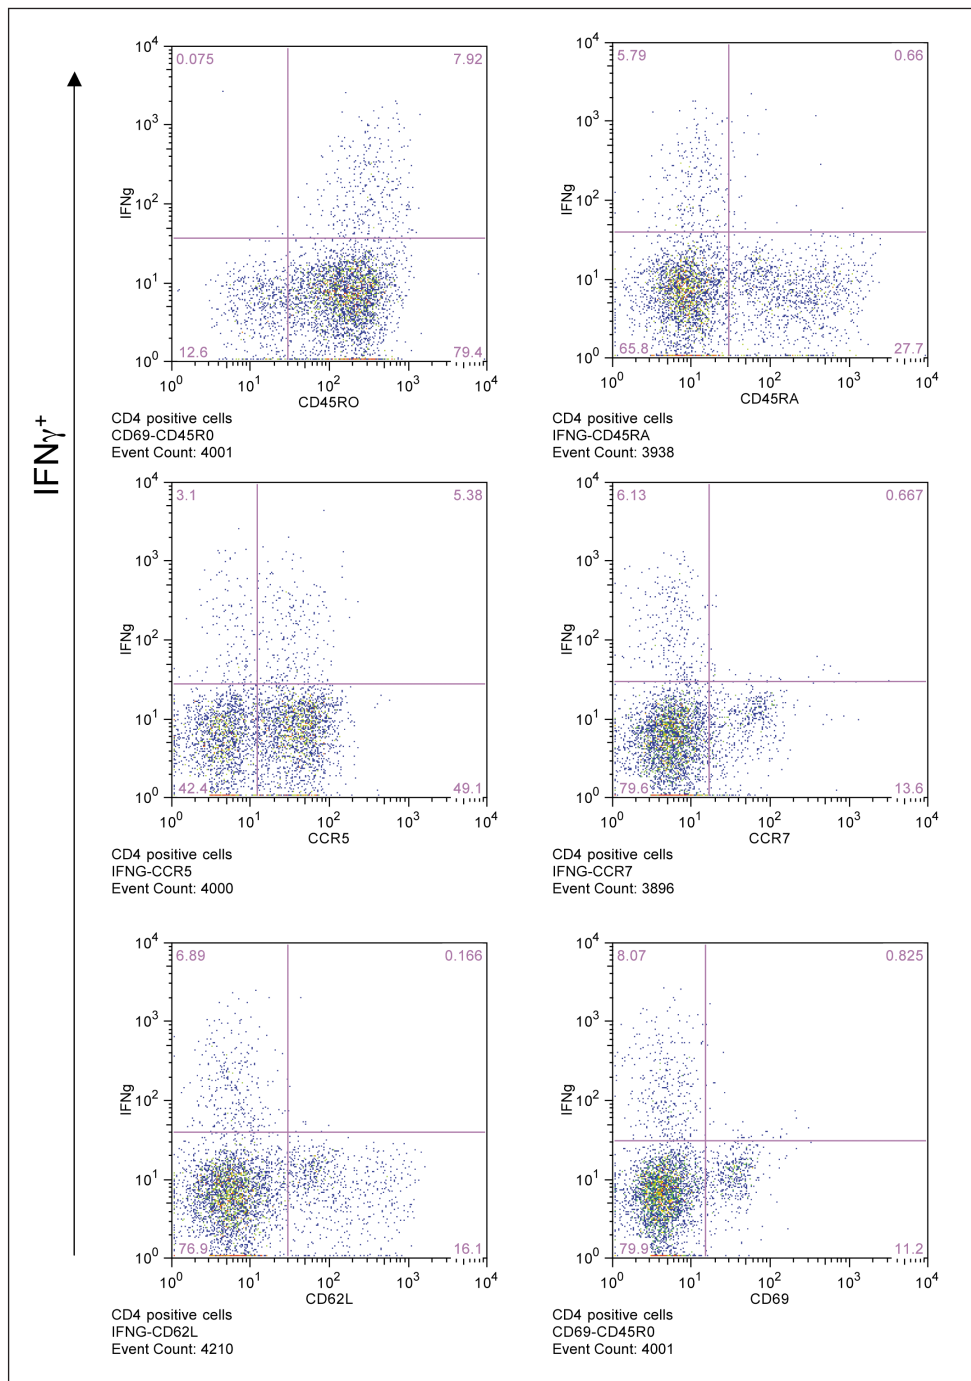 IFNγ+
10^4
0.075 7.92
10^3
IFNg
10^2
10^1
12.6 79.4
10^0
10^0 10^1 10^2 10^3 10^4
CD45RO
CD4 positive cells
CD69-CD45R0
Event Count: 4001
10^4
5.79 0.66
10^3
IFNg
10^2
10^1
65.8 27.7
10^0
10^0 10^1 10^2 10^3 10^4
CD45RA
CD4 positive cells
IFNG-CD45RA
Event Count: 3938
10^4
3.1 5.38
10^3
IFNg
10^2
10^1
42.4 49.1
10^0
10^0 10^1 10^2 10^3 10^4
CCR5
CD4 positive cells
IFNG-CCR5
Event Count: 4000
10^4
6.13 0.667
10^3
IFNg
10^2
10^1
79.6 13.6
10^0
10^0 10^1 10^2 10^3 10^4
CCR7
CD4 positive cells
IFNG-CCR7
Event Count: 3896
10^4
6.89 0.166
10^3
IFNg
10^2
10^1
76.9 16.1
10^0
10^0 10^1 10^2 10^3 10^4
CD62L
CD4 positive cells
IFNG-CD62L
Event Count: 4210
10^4
8.07 0.825
10^3
IFNg
10^2
10^1
79.9 11.2
10^0
10^0 10^1 10^2 10^3 10^4
CD69
CD4 positive cells
CD69-CD45R0
Event Count: 4001